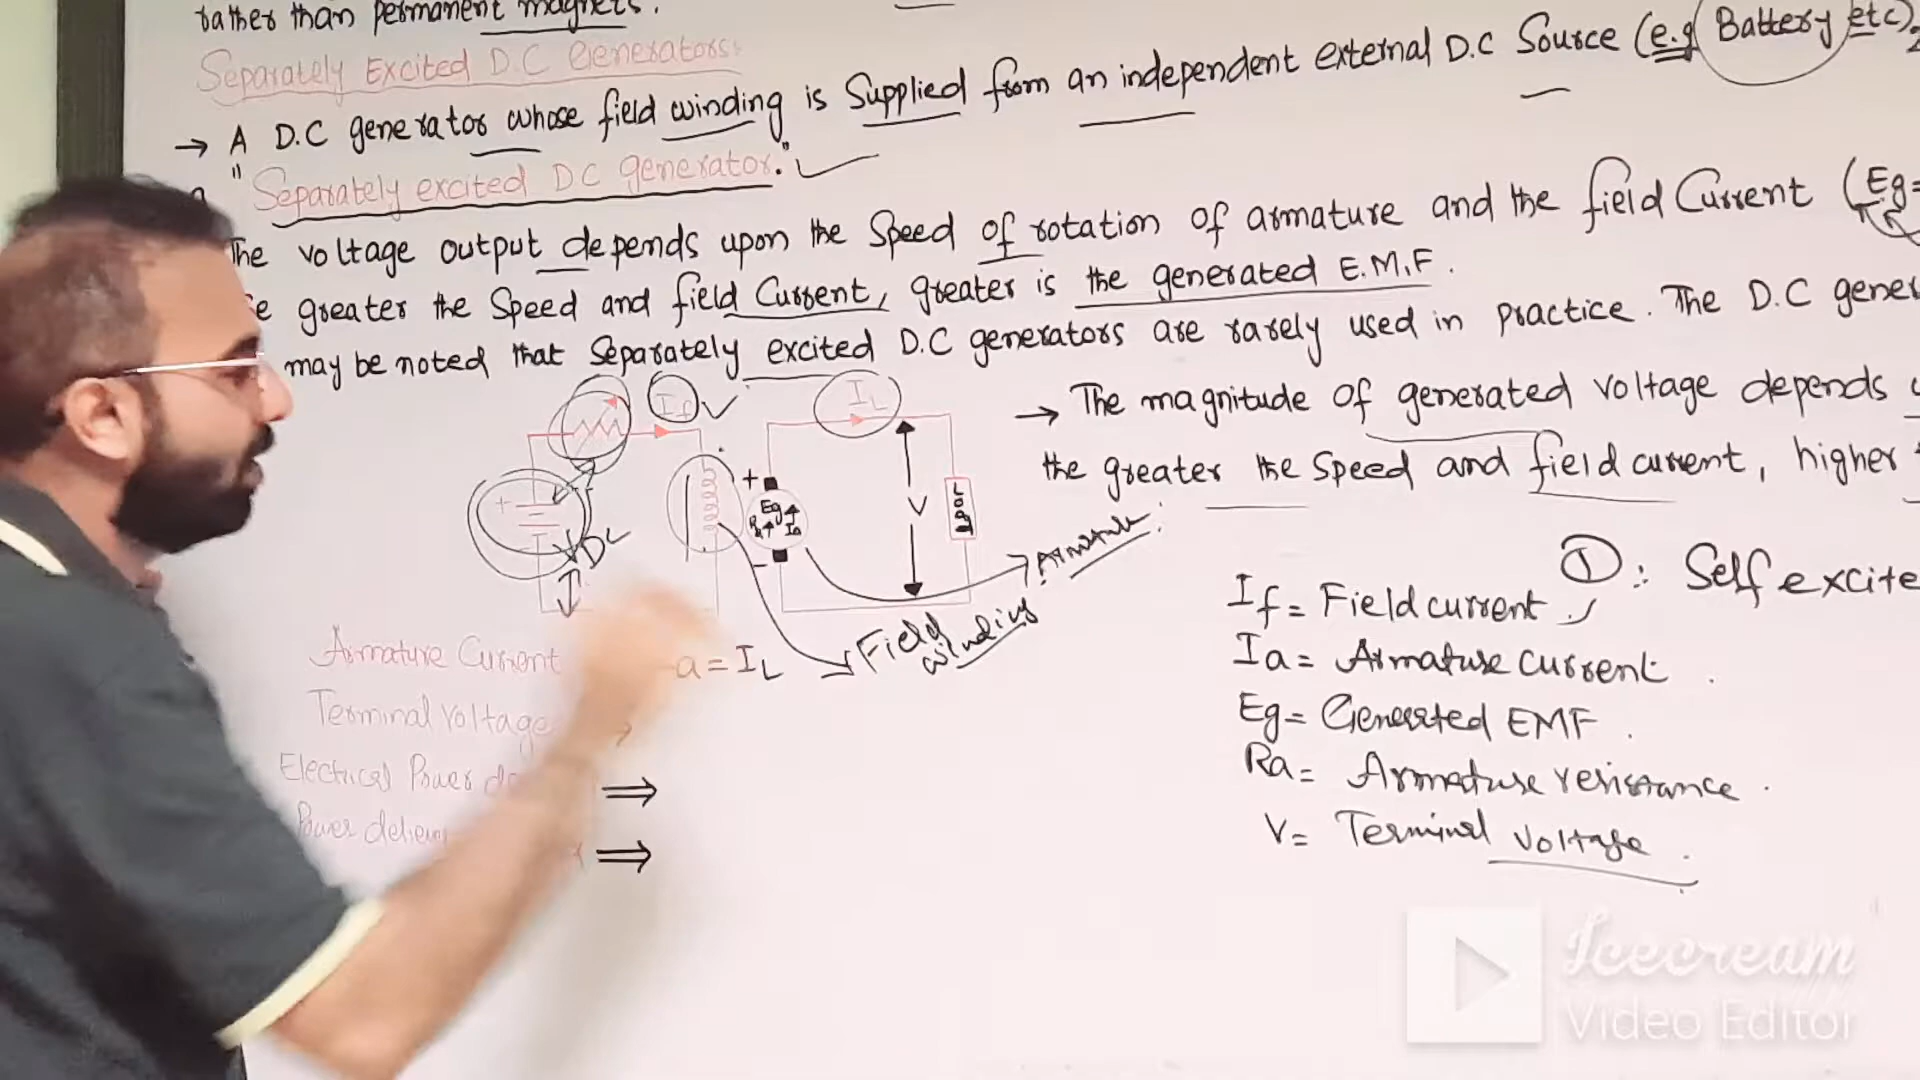 rather than permanent magnets.
Separately Excited D.C Generators:
→ A D.C generator whose field winding is Supplied from an independent external D.C Source (e.g Battery etc)
"Separately excited DC generator."
The voltage output depends upon the Speed of rotation of armature and the field Current (Eg=
greater the Speed and field Current, greater is the generated E.M.F.
may be noted that Separately excited D.C generators are rarely used in practice. The D.C gener
→ The magnitude of generated voltage depends
the greater the Speed and field current, higher
If
IL
+
+
Eg
Ra Ia
-
V
Load
VDC
Armature
Field winding
① : Self excite
If = Field current
Ia = Armature current
Eg = Generated EMF
Ra = Armature resistance
V = Terminal voltage
Armature Current
a = IL
Terminal Voltage →
Electrical Power de ⇒
Power deliver ⇒
Icecream
Video Editor